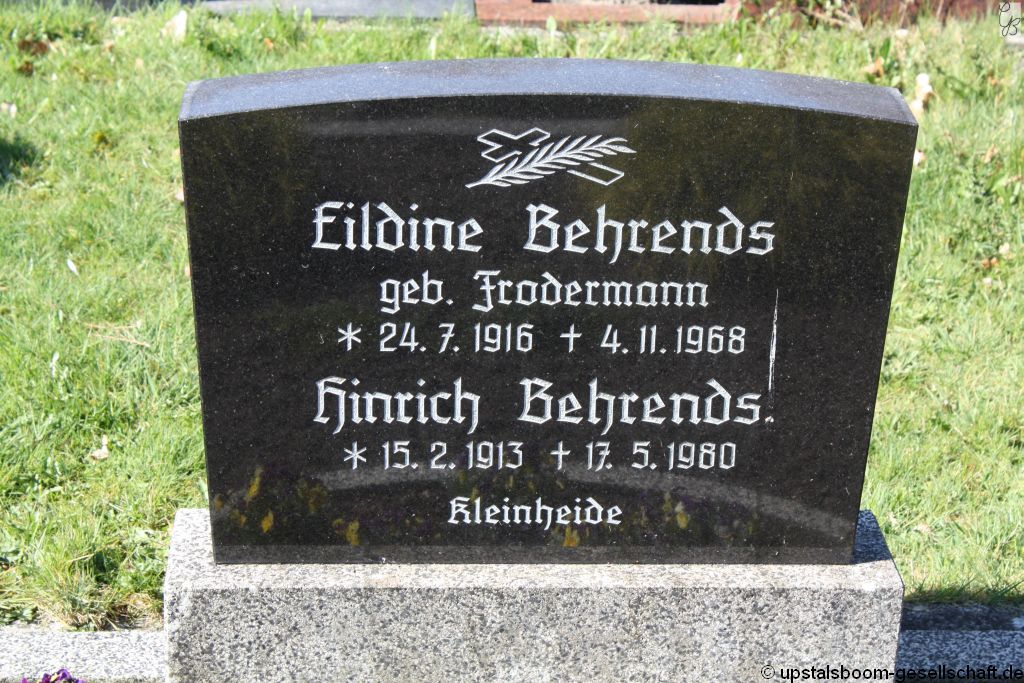 Eildine Behrends
geb. Frodermann
* 24. 7. 1916 † 4. 11. 1968
Hinrich Behrends
* 15. 2. 1913 † 17. 5. 1980
Kleinheide
© upstalsboom-gesellschaft.de